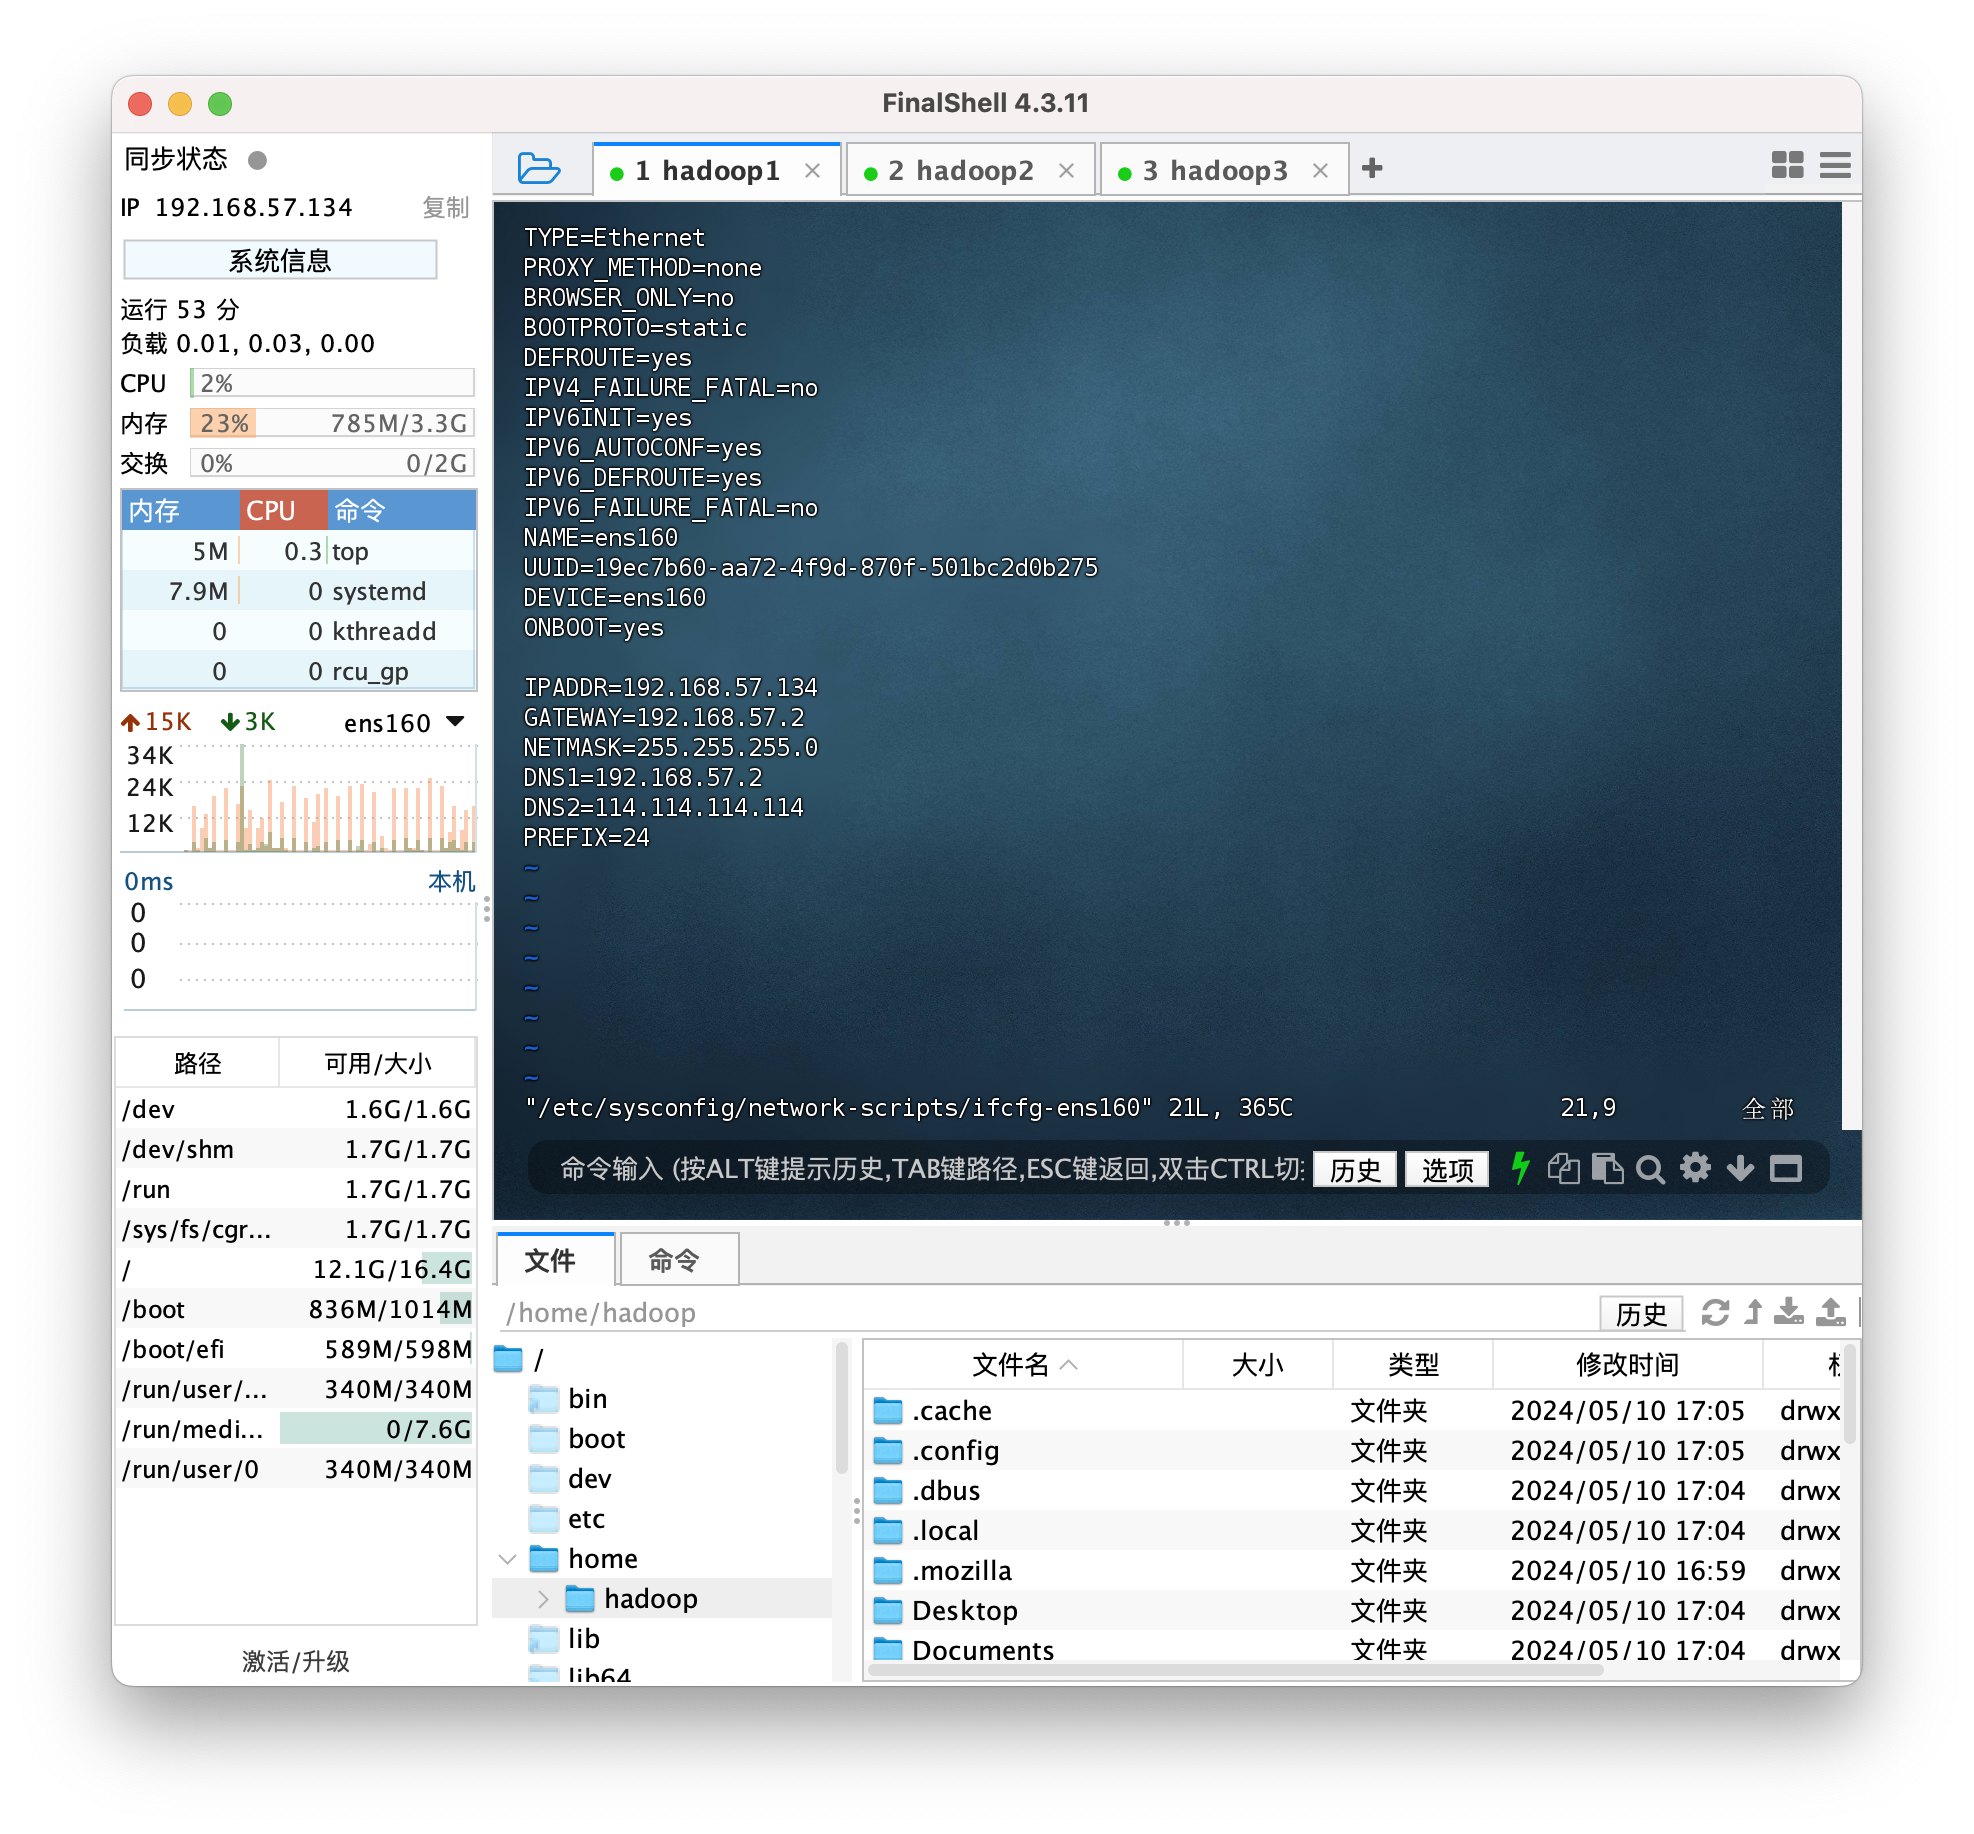 FinalShell 4.3.11
同步状态
IP 192.168.57.134 复制
系统信息
运行 53 分
负载 0.01, 0.03, 0.00
CPU 2%
内存 23% 785M/3.3G
交换 0% 0/2G
内存 CPU 命令
5M 0.3 top
7.9M 0 systemd
0 0 kthreadd
0 0 rcu_gp
15K 3K ens160
34K
24K
12K
0ms 本机
0
0
0
路径 可用/大小
/dev 1.6G/1.6G
/dev/shm 1.7G/1.7G
/run 1.7G/1.7G
/sys/fs/cgr... 1.7G/1.7G
/ 12.1G/16.4G
/boot 836M/1014M
/boot/efi 589M/598M
/run/user/... 340M/340M
/run/medi... 0/7.6G
/run/user/0 340M/340M
激活/升级
1 hadoop1 2 hadoop2 3 hadoop3
TYPE=Ethernet
PROXY_METHOD=none
BROWSER_ONLY=no
BOOTPROTO=static
DEFROUTE=yes
IPV4_FAILURE_FATAL=no
IPV6INIT=yes
IPV6_AUTOCONF=yes
IPV6_DEFROUTE=yes
IPV6_FAILURE_FATAL=no
NAME=ens160
UUID=19ec7b60-aa72-4f9d-870f-501bc2d0b275
DEVICE=ens160
ONBOOT=yes
IPADDR=192.168.57.134
GATEWAY=192.168.57.2
NETMASK=255.255.255.0
DNS1=192.168.57.2
DNS2=114.114.114.114
PREFIX=24
~
~
~
~
~
~
~
~
"/etc/sysconfig/network-scripts/ifcfg-ens160" 21L, 365C 21,9 全部
命令输入 (按ALT键提示历史,TAB键路径,ESC键返回,双击CTRL切 历史 选项
文件 命令
/home/hadoop 历史
/
bin
boot
dev
etc
home
hadoop
lib
lib64
文件名 大小 类型 修改时间
.cache 文件夹 2024/05/10 17:05 drwx
.config 文件夹 2024/05/10 17:05 drwx
.dbus 文件夹 2024/05/10 17:04 drwx
.local 文件夹 2024/05/10 17:04 drwx
.mozilla 文件夹 2024/05/10 16:59 drwx
Desktop 文件夹 2024/05/10 17:04 drwx
Documents 文件夹 2024/05/10 17:04 drwx